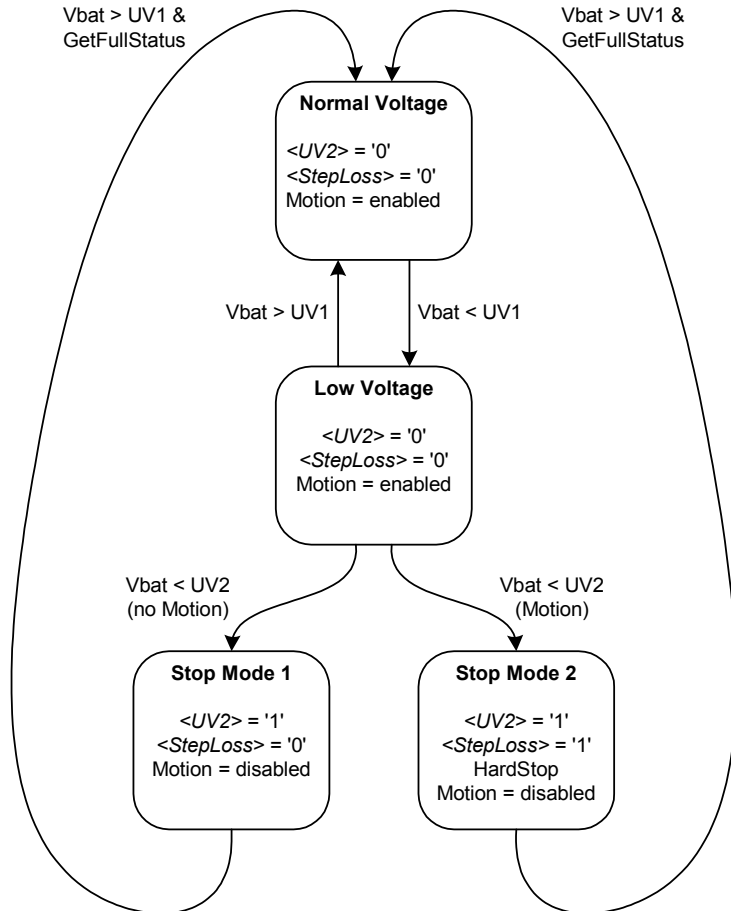 Vbat > UV1 &
GetFullStatus
Vbat > UV1 &
GetFullStatus
Normal Voltage
<UV2> = '0'
<StepLoss> = '0'
Motion = enabled
Vbat > UV1
Vbat < UV1
Low Voltage
<UV2> = '0'
<StepLoss> = '0'
Motion = enabled
Vbat < UV2
(no Motion)
Vbat < UV2
(Motion)
Stop Mode 1
<UV2> = '1'
<StepLoss> = '0'
Motion = disabled
Stop Mode 2
<UV2> = '1'
<StepLoss> = '1'
HardStop
Motion = disabled